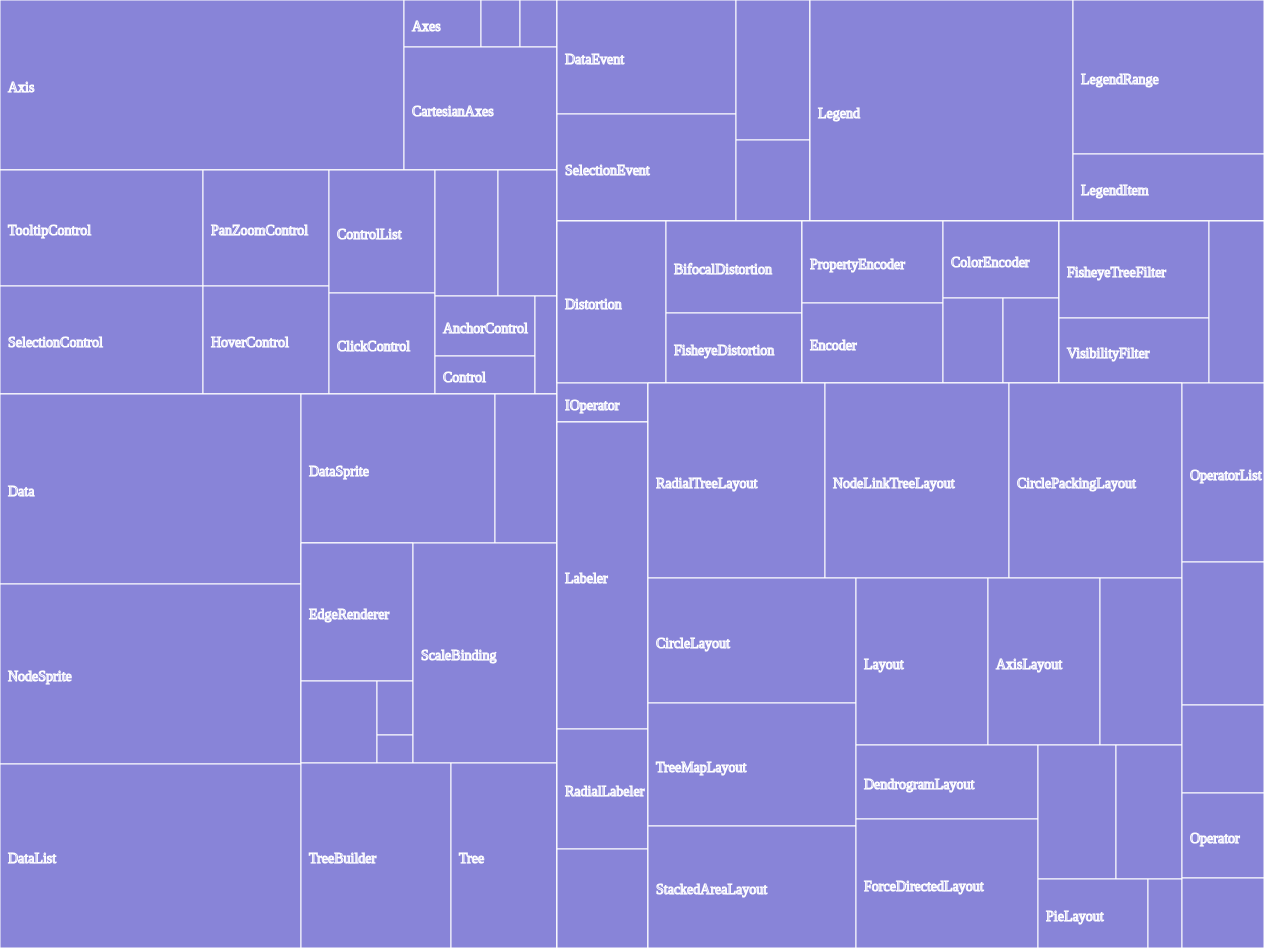 Axis
Axes
CartesianAxes
TooltipControl
PanZoomControl
ControlList
SelectionControl
HoverControl
ClickControl
AnchorControl
Control
Data
DataSprite
NodeSprite
EdgeRenderer
ScaleBinding
DataList
TreeBuilder
Tree
DataEvent
SelectionEvent
Legend
LegendRange
LegendItem
Distortion
BifocalDistortion
FisheyeDistortion
PropertyEncoder
Encoder
ColorEncoder
FisheyeTreeFilter
VisibilityFilter
IOperator
Labeler
RadialLabeler
RadialTreeLayout
NodeLinkTreeLayout
CirclePackingLayout
CircleLayout
TreeMapLayout
StackedAreaLayout
Layout
AxisLayout
DendrogramLayout
ForceDirectedLayout
PieLayout
OperatorList
Operator